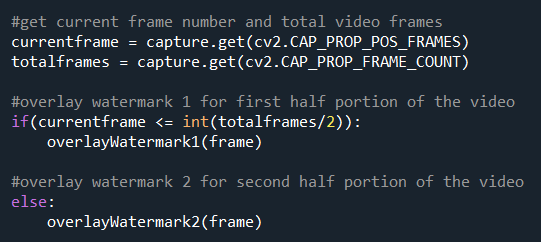 #get current frame number and total video frames
currentframe = capture.get(cv2.CAP_PROP_POS_FRAMES)
totalframes = capture.get(cv2.CAP_PROP_FRAME_COUNT)
#overlay watermark 1 for first half portion of the video
if(currentframe <= int(totalframes/2)):
    overlayWatermark1(frame)
#overlay watermark 2 for second half portion of the video
else:
    overlayWatermark2(frame)